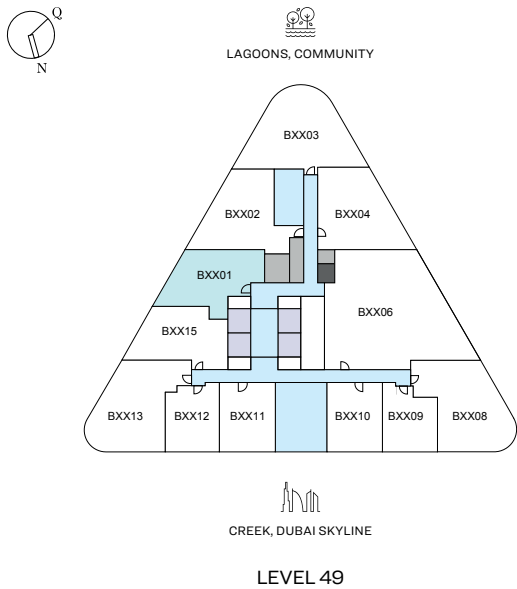 Q
N
LAGOONS, COMMUNITY
BXX03
BXX02
BXX04
BXX01
BXX06
BXX15
BXX13
BXX12
BXX11
BXX10
BXX09
BXX08
CREEK, DUBAI SKYLINE
LEVEL 49